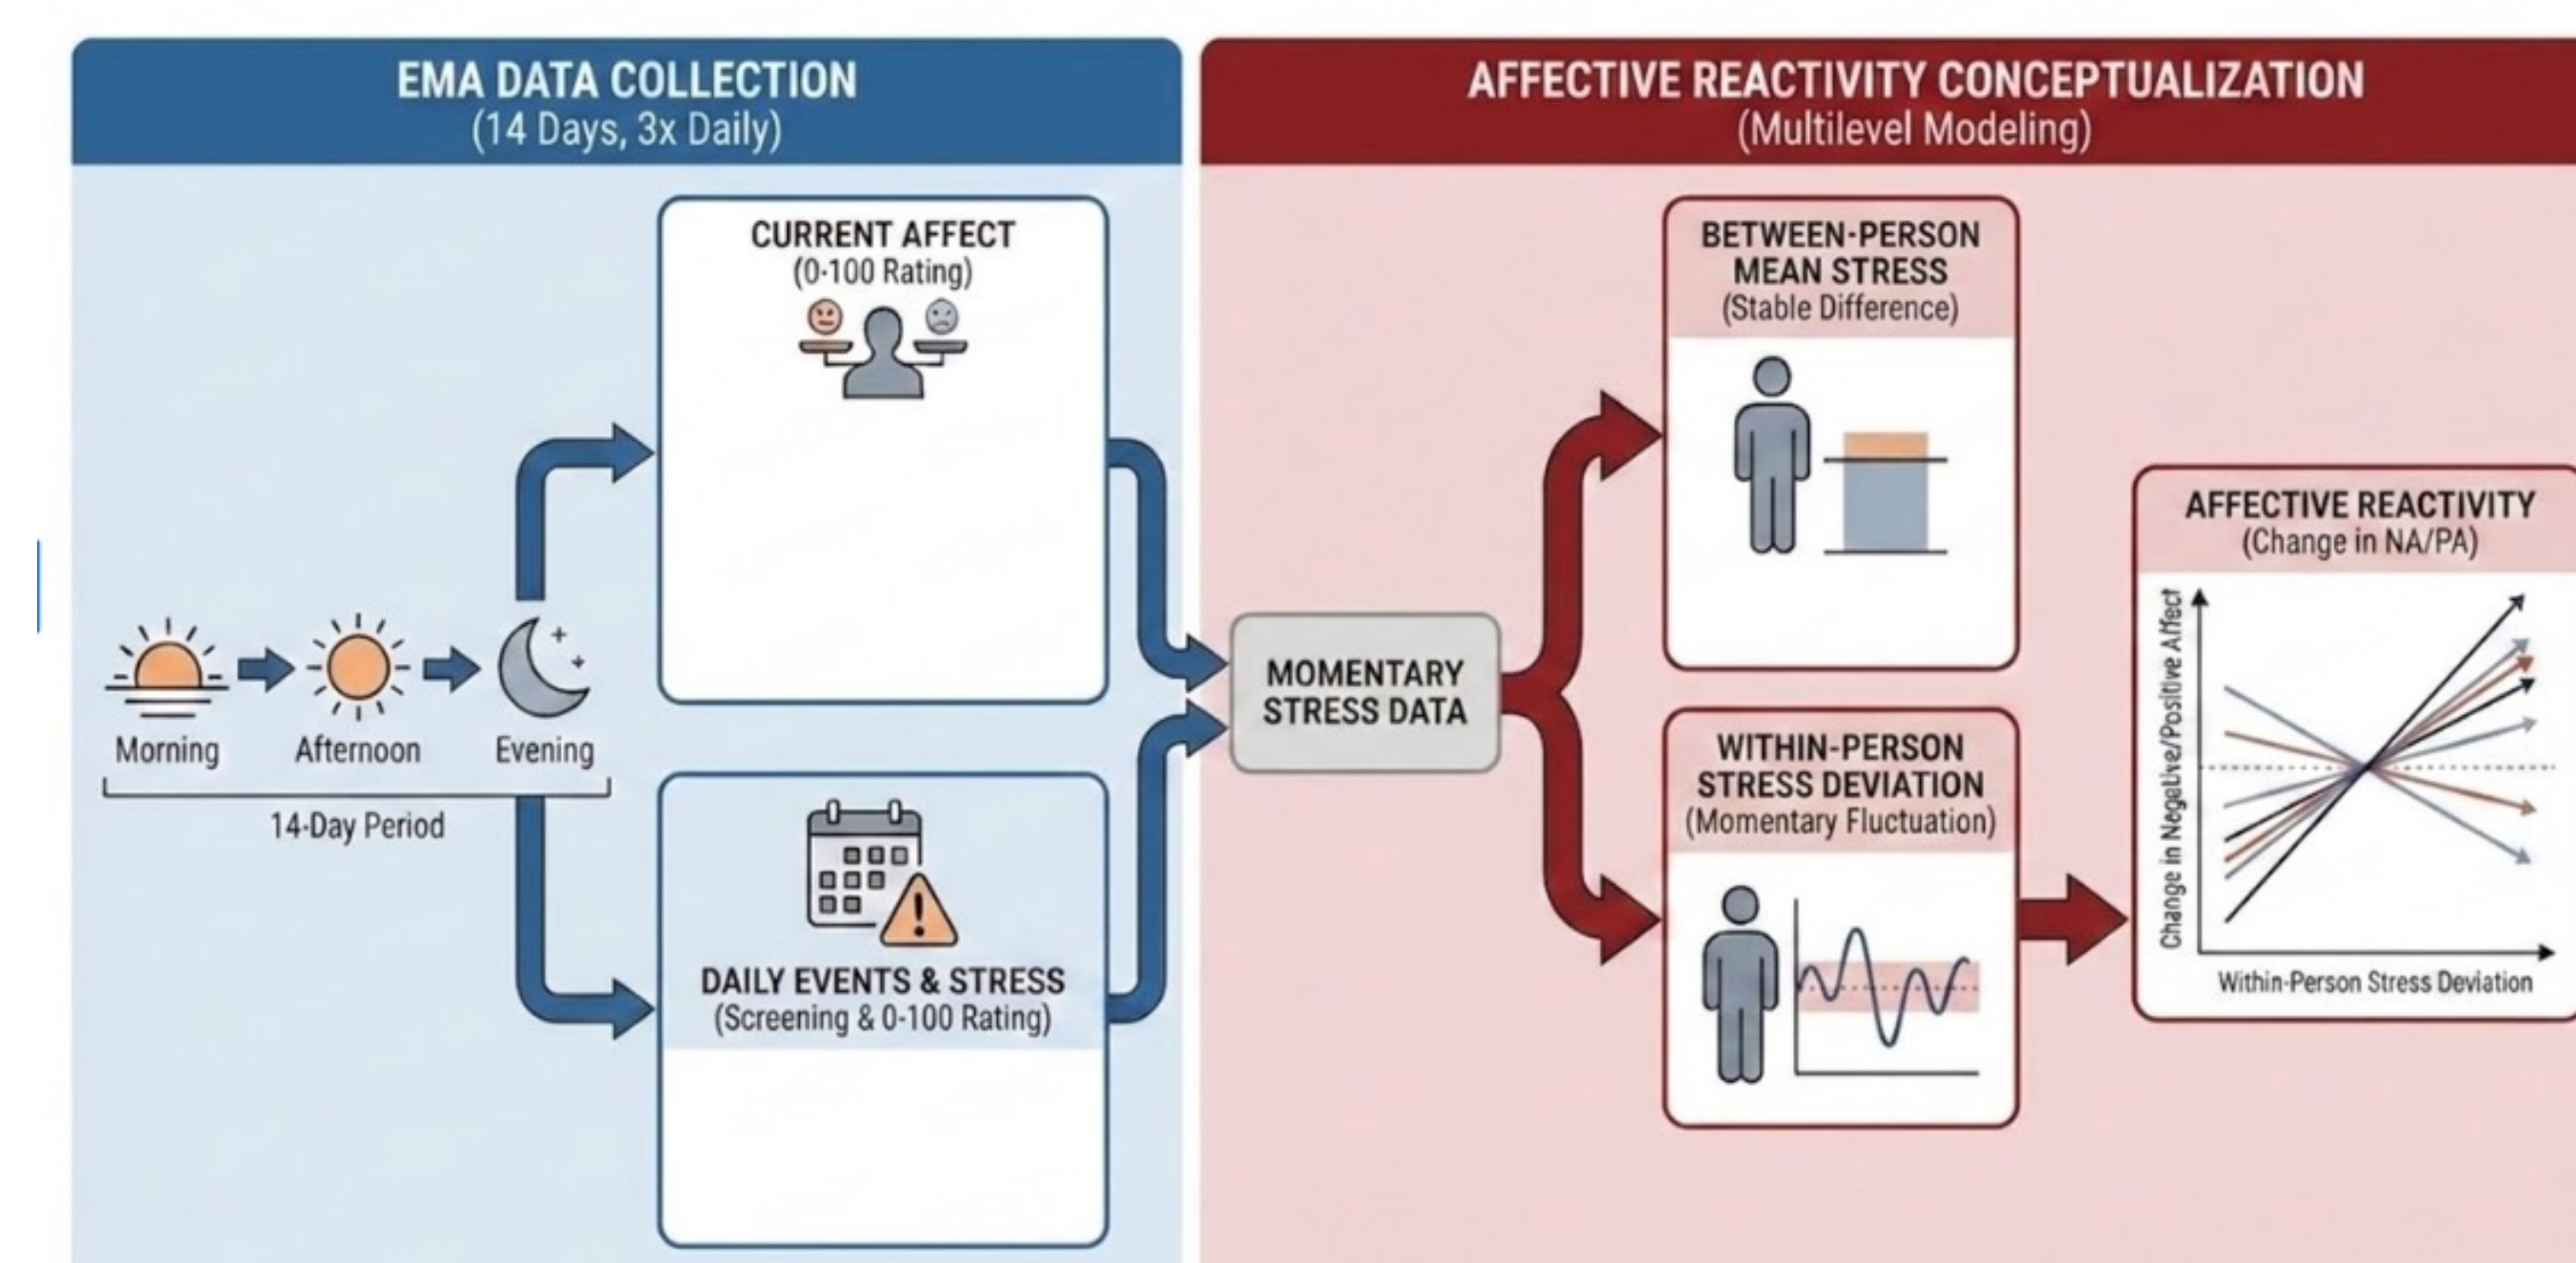 EMA DATA COLLECTION
(14 Days, 3x Daily)
CURRENT AFFECT
(0-100 Rating)
Morning
Afternoon
Evening
14-Day Period
DAILY EVENTS & STRESS
(Screening & 0-100 Rating)
AFFECTIVE REACTIVITY CONCEPTUALIZATION
(Multilevel Modeling)
MOMENTARY
STRESS DATA
BETWEEN-PERSON
MEAN STRESS
(Stable Difference)
WITHIN-PERSON
STRESS DEVIATION
(Momentary Fluctuation)
AFFECTIVE REACTIVITY
(Change in NA/PA)
Change in Negative/Positive Affect
Within-Person Stress Deviation